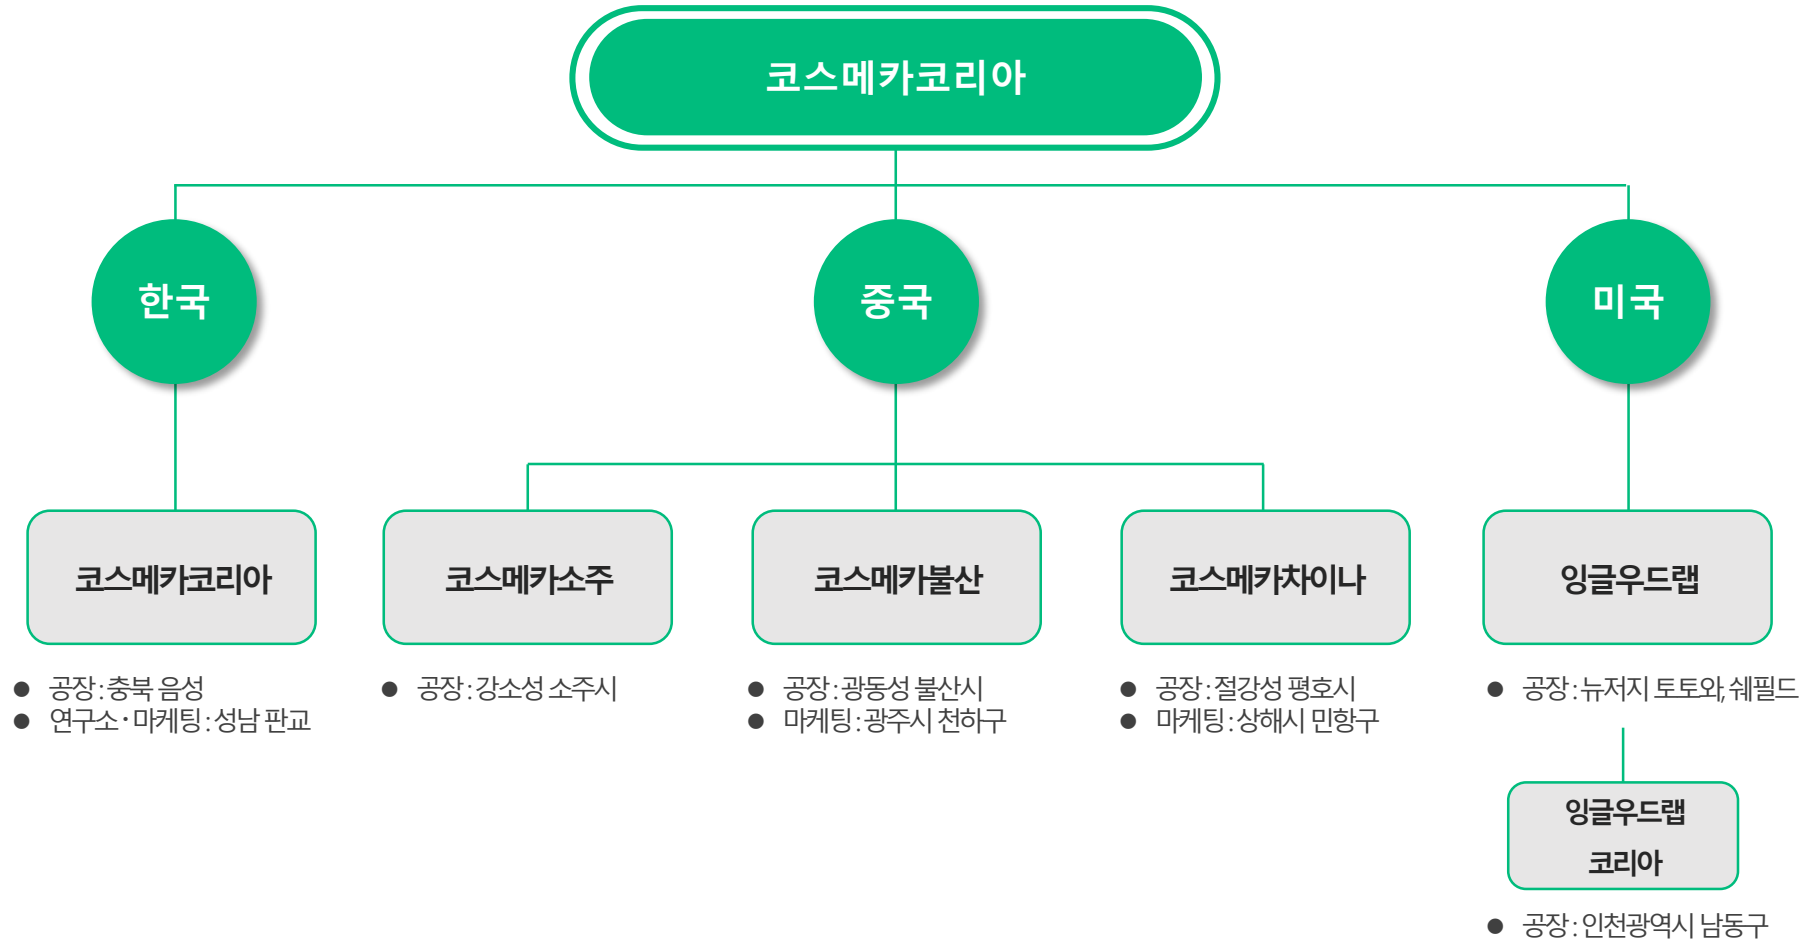 코스메카코리아
한국
중국
미국
코스메카코리아
코스메카소주
코스메카불산
코스메카차이나
잉글우드랩
● 공장 : 충북 음성
● 연구소·마케팅 : 성남 판교
● 공장 : 강소성 소주시
● 공장 : 광동성 불산시
● 마케팅 : 광주시 천하구
● 공장 : 절강성 평호시
● 마케팅 : 상해시 민항구
● 공장 : 뉴저지 토토와, 쉐필드
잉글우드랩
코리아
● 공장 : 인천광역시 남동구